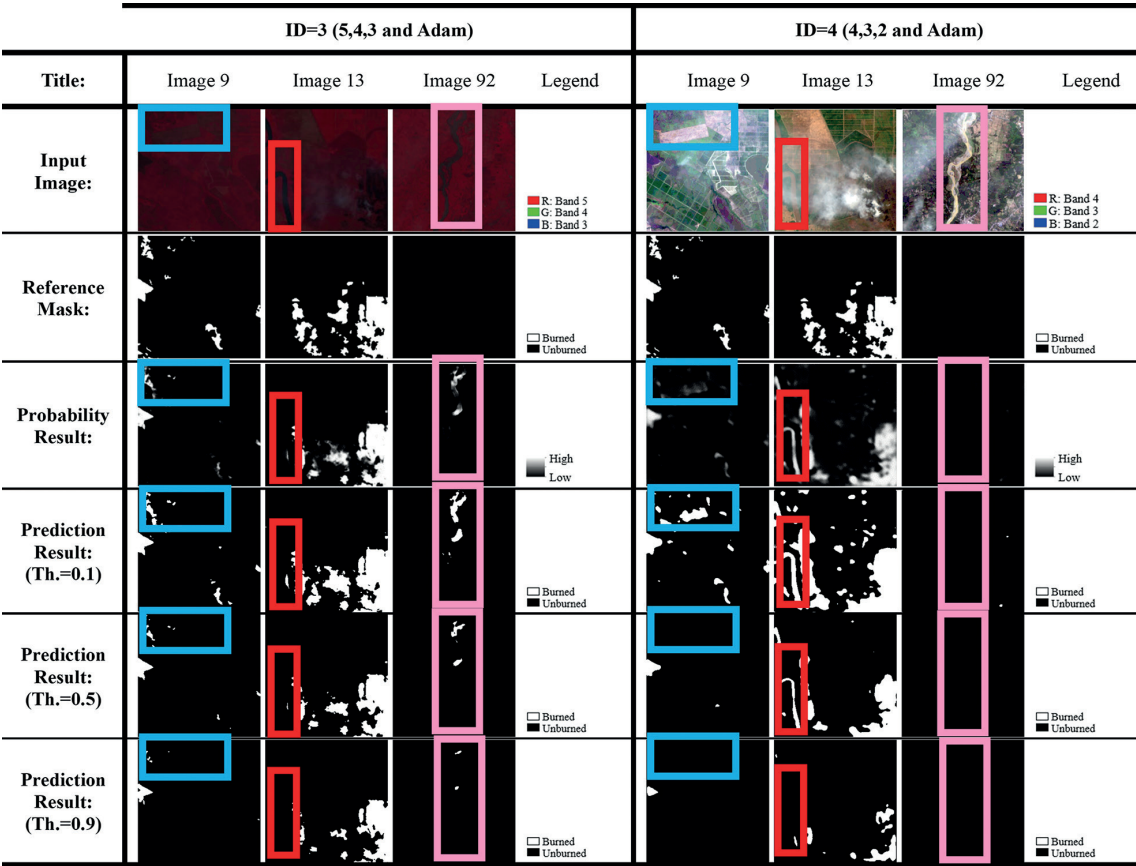 ID=3 (5,4,3 and Adam)
ID=4 (4,3,2 and Adam)
Title:
Image 9
Image 13
Image 92
Legend
Image 9
Image 13
Image 92
Legend
Input
Image:
R: Band 5
G: Band 4
B: Band 3
R: Band 4
G: Band 3
B: Band 2
Reference
Mask:
Burned
Unburned
Burned
Unburned
Probability
Result:
High
Low
High
Low
Prediction
Result:
(Th.=0.1)
Burned
Unburned
Burned
Unburned
Prediction
Result:
(Th.=0.5)
Burned
Unburned
Burned
Unburned
Prediction
Result:
(Th.=0.9)
Burned
Unburned
Burned
Unburned